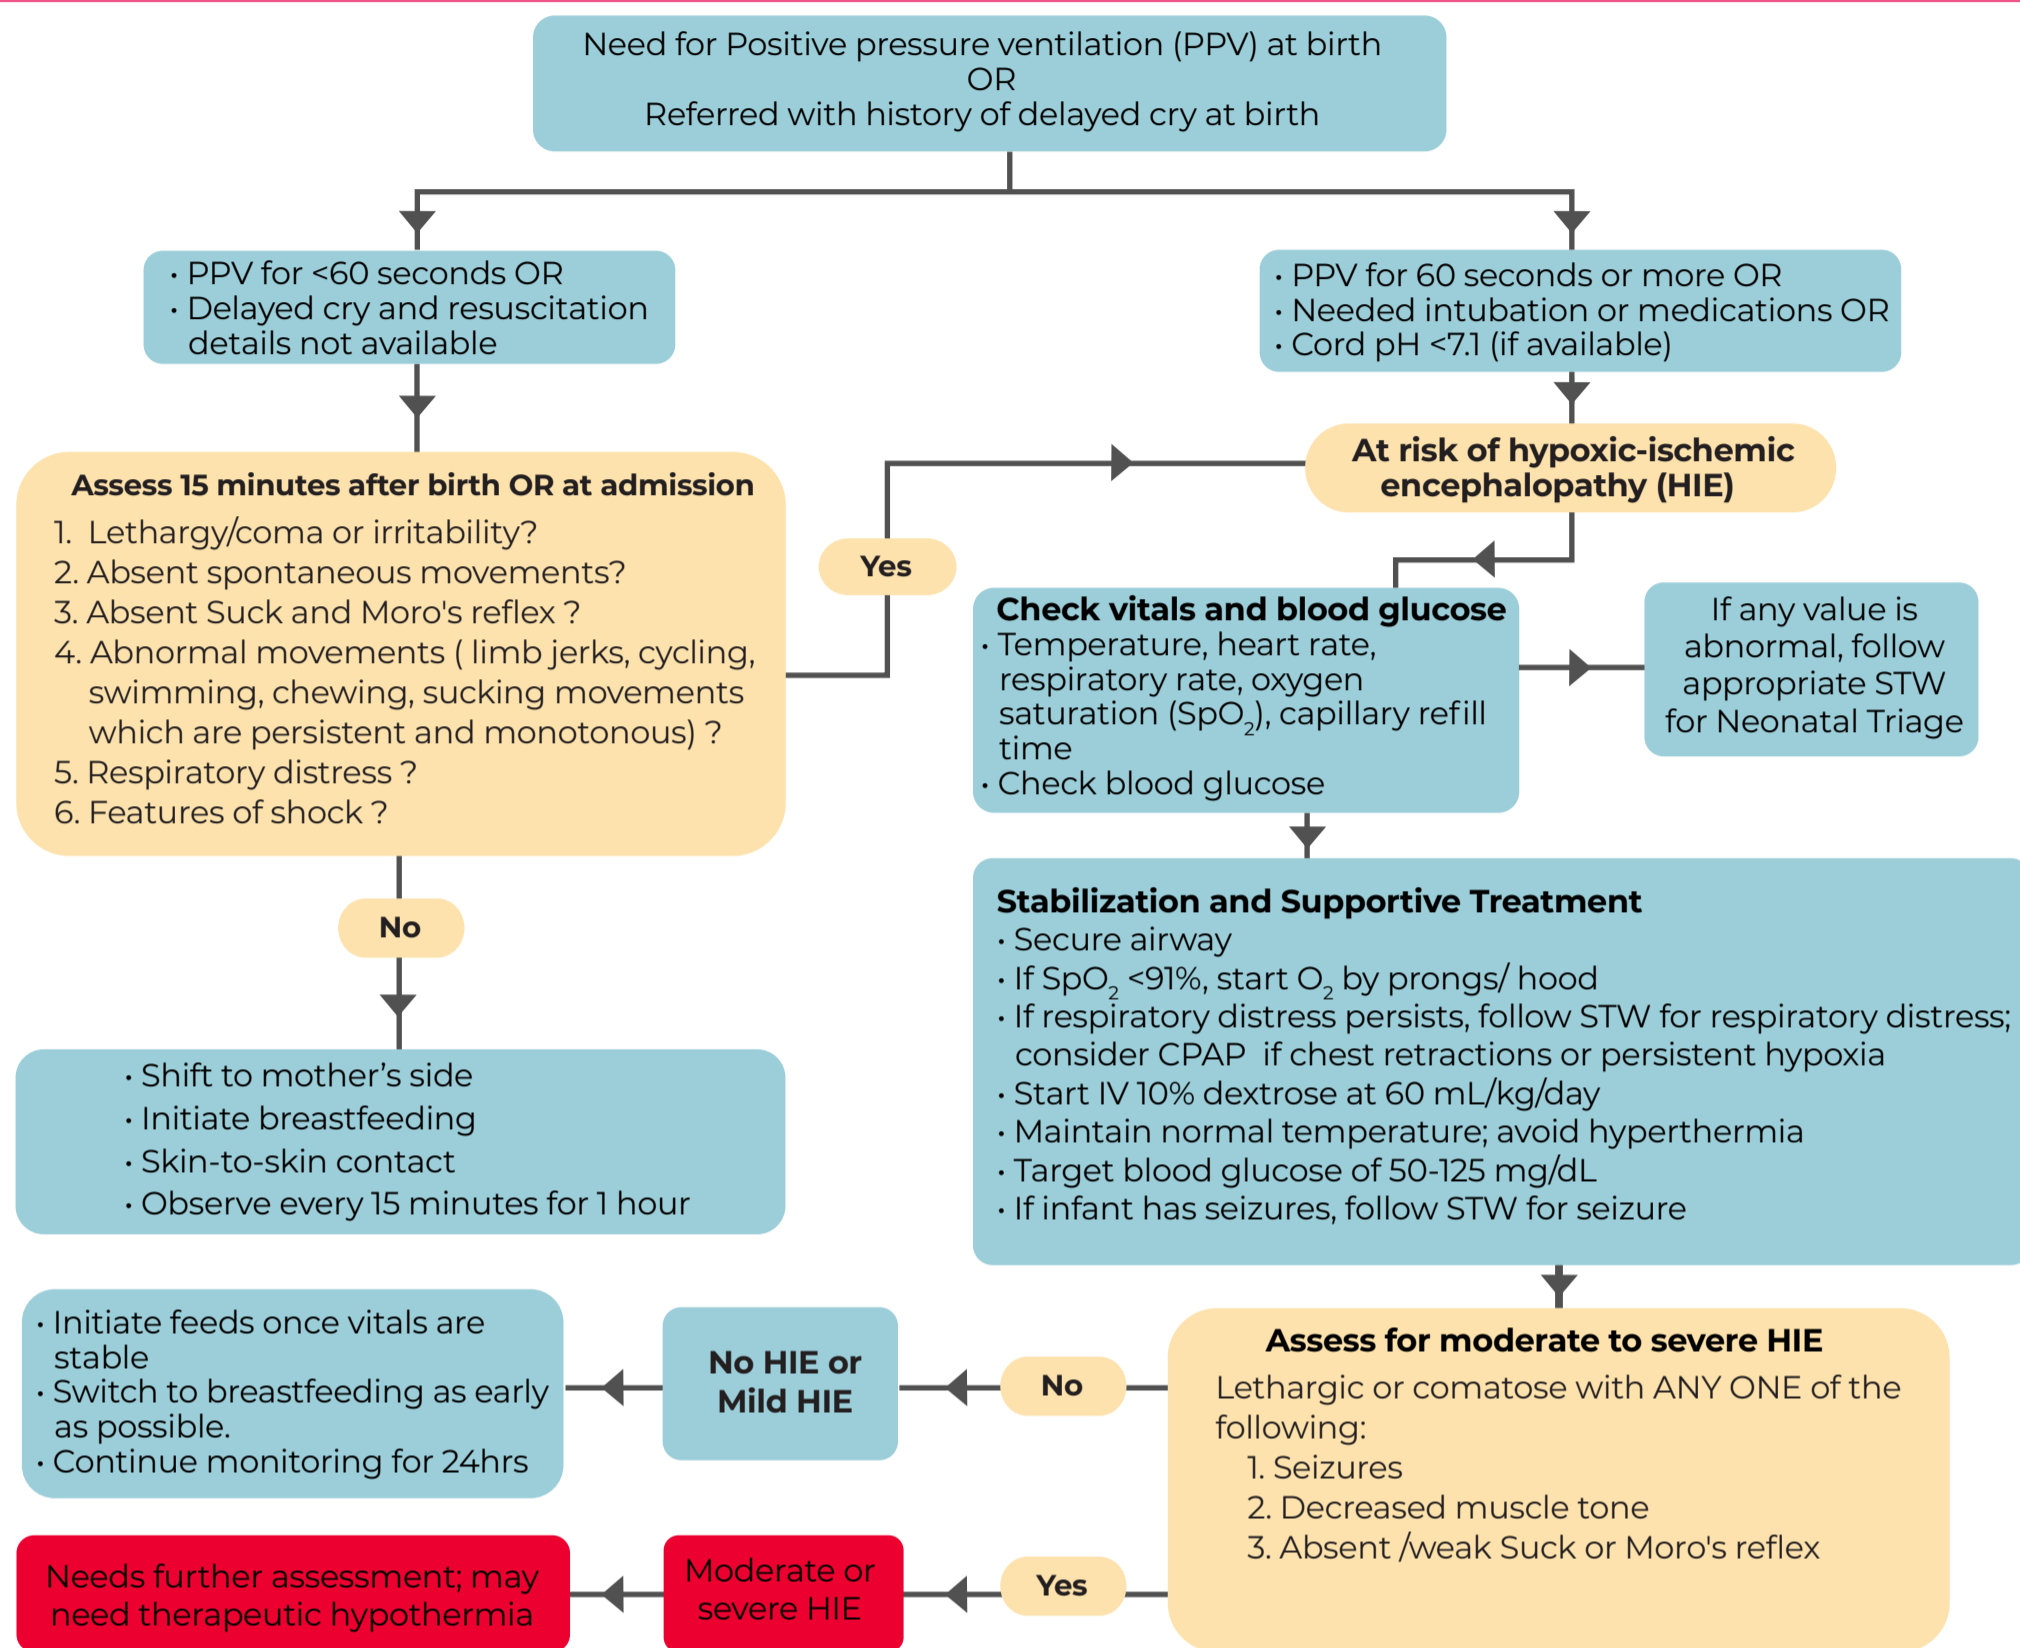 Need for Positive pressure ventilation (PPV) at birth
OR
Referred with history of delayed cry at birth
· PPV for <60 seconds OR
· Delayed cry and resuscitation
details not available
· PPV for 60 seconds or more OR
· Needed intubation or medications OR
· Cord pH <7.1 (if available)
Assess 15 minutes after birth OR at admission
1. Lethargy/coma or irritability?
2. Absent spontaneous movements?
3. Absent Suck and Moro's reflex ?
4. Abnormal movements ( limb jerks, cycling,
swimming, chewing, sucking movements
which are persistent and monotonous) ?
5. Respiratory distress ?
6. Features of shock ?
Yes
At risk of hypoxic-ischemic
encephalopathy (HIE)
Check vitals and blood glucose
· Temperature, heart rate,
respiratory rate, oxygen
saturation (SpO₂), capillary refill
time
· Check blood glucose
If any value is
abnormal, follow
appropriate STW
for Neonatal Triage
No
· Shift to mother’s side
· Initiate breastfeeding
· Skin-to-skin contact
· Observe every 15 minutes for 1 hour
Stabilization and Supportive Treatment
· Secure airway
· If SpO₂ <91%, start O₂ by prongs/ hood
· If respiratory distress persists, follow STW for respiratory distress;
consider CPAP if chest retractions or persistent hypoxia
· Start IV 10% dextrose at 60 mL/kg/day
· Maintain normal temperature; avoid hyperthermia
· Target blood glucose of 50-125 mg/dL
· If infant has seizures, follow STW for seizure
Assess for moderate to severe HIE
Lethargic or comatose with ANY ONE of the
following:
1. Seizures
2. Decreased muscle tone
3. Absent /weak Suck or Moro's reflex
No
No HIE or
Mild HIE
· Initiate feeds once vitals are
stable
· Switch to breastfeeding as early
as possible.
· Continue monitoring for 24hrs
Yes
Moderate or
severe HIE
Needs further assessment; may
need therapeutic hypothermia